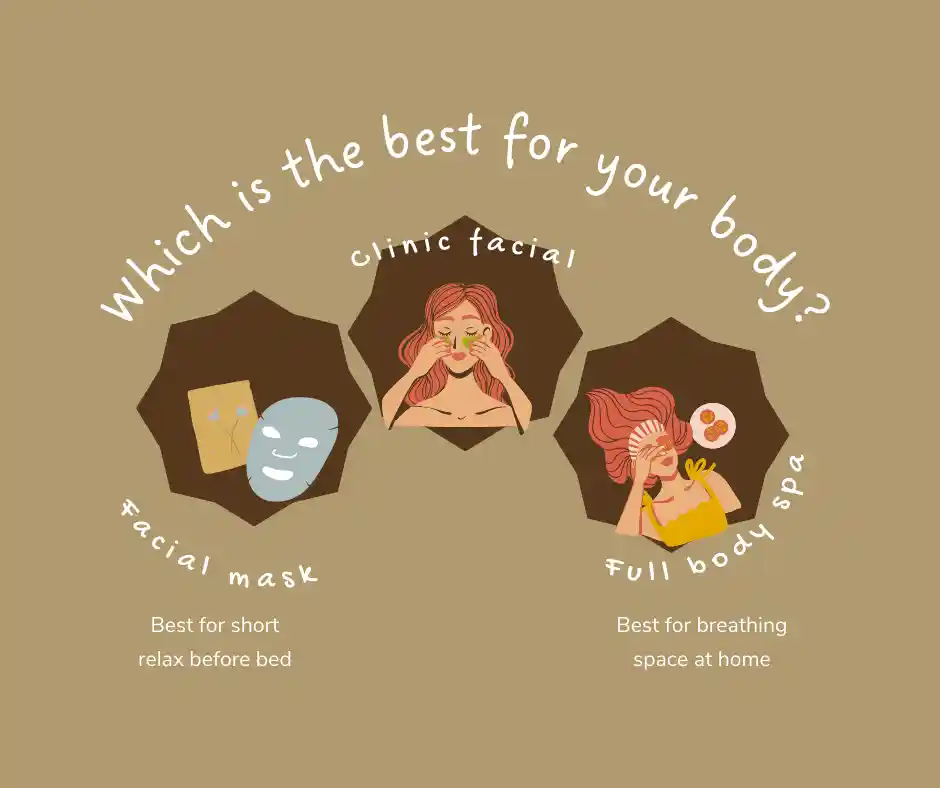 Which is the best for your body?
Clinic facial
Facial mask
Best for short
relax before bed
Full body spa
Best for breathing
space at home